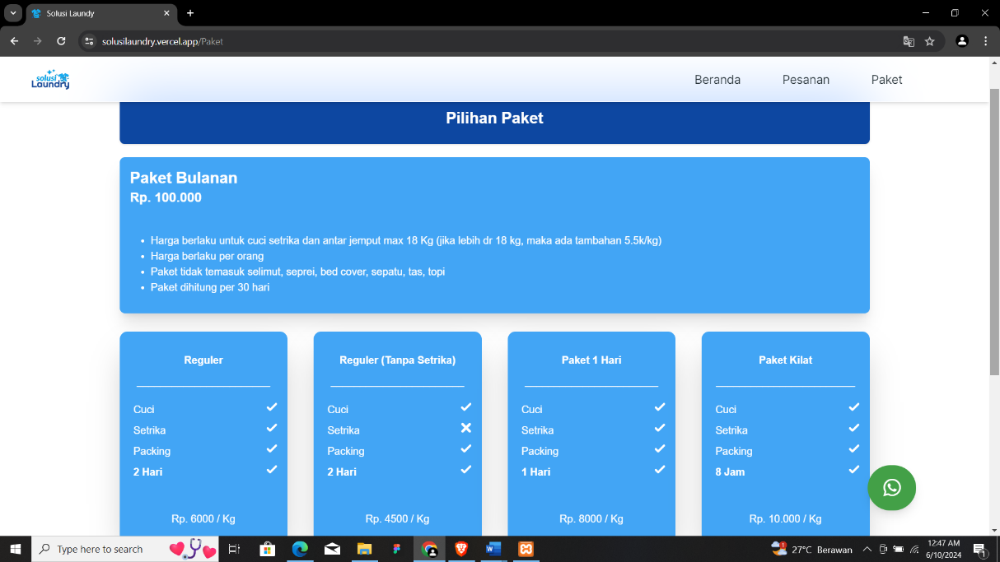 Solusi Laundy
solusilaundry.vercel.app/Paket
solusi
Laundry
Beranda
Pesanan
Paket
Pilihan Paket
Paket Bulanan
Rp. 100.000
Harga berlaku untuk cuci setrika dan antar jemput max 18 Kg (jika lebih dr 18 kg, maka ada tambahan 5.5k/kg)
Harga berlaku per orang
Paket tidak temasuk selimut, seprei, bed cover, sepatu, tas, topi
Paket dihitung per 30 hari
Reguler
Cuci
Setrika
Packing
2 Hari
Rp. 6000 / Kg
Reguler (Tanpa Setrika)
Cuci
Setrika
Packing
2 Hari
Rp. 4500 / Kg
Paket 1 Hari
Cuci
Setrika
Packing
1 Hari
Rp. 8000 / Kg
Paket Kilat
Cuci
Setrika
Packing
8 Jam
Rp. 10.000 / Kg
Type here to search
27°C Berawan
12:47 AM
6/10/2024